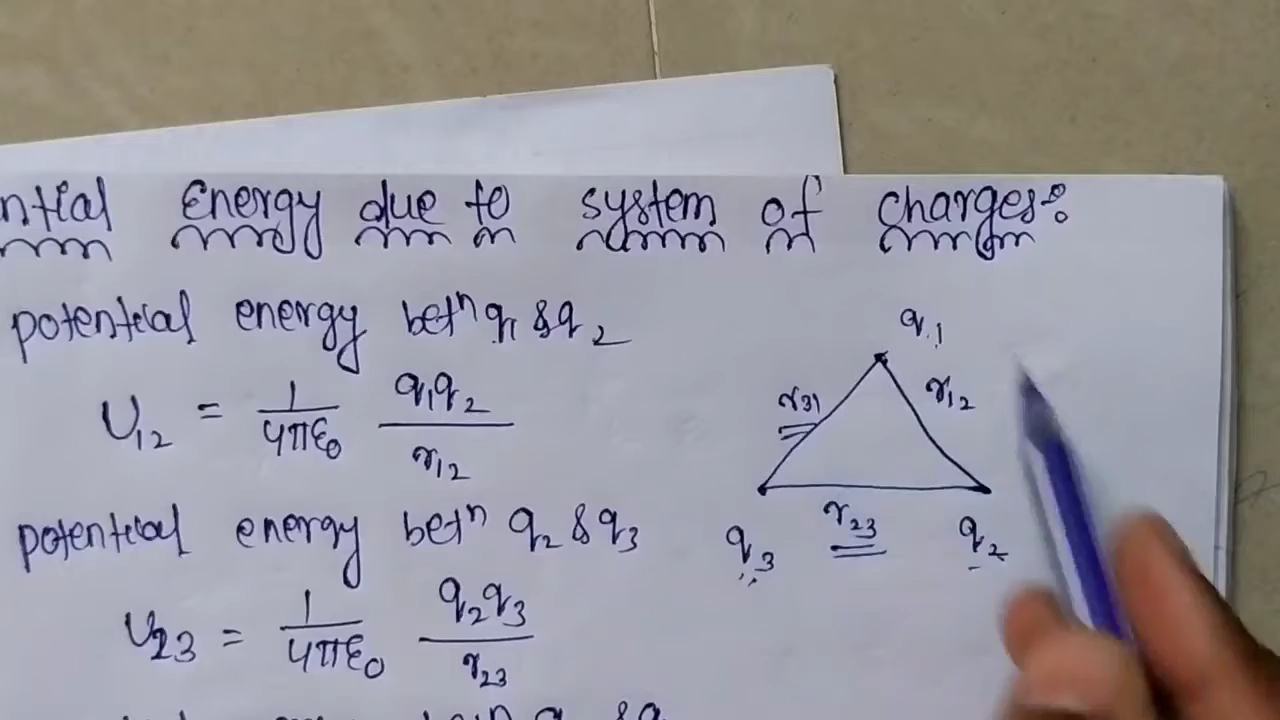 ntial Energy due to system of charges:
potential energy betⁿ q₁ & q₂
U₁₂ = 1/4πε₀ q₁q₂/r₁₂
potential energy betⁿ q₂ & q₃
U₂₃ = 1/4πε₀ q₂q₃/r₂₃
q₁
r₃₁
r₁₂
r₂₃
q₃
q₂